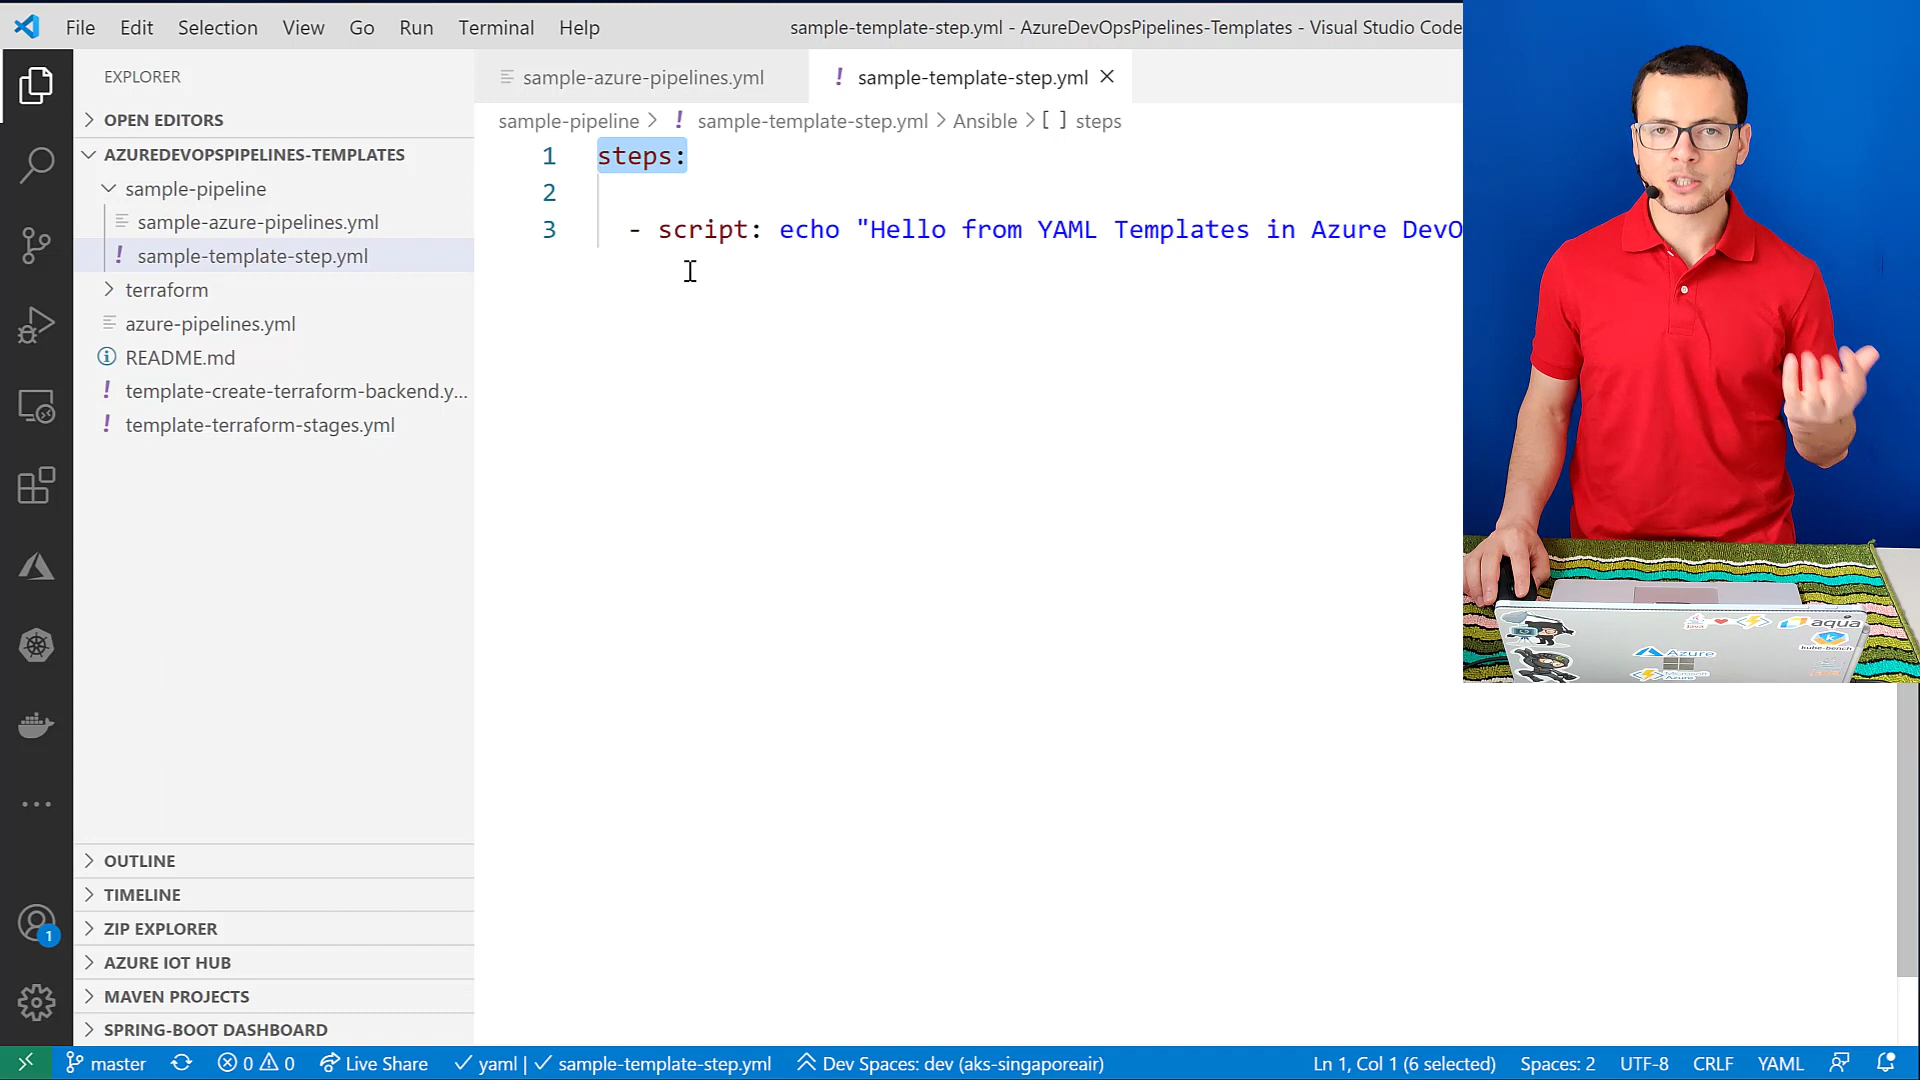 File Edit Selection View Go Run Terminal Help
sample-template-step.yml - AzureDevOpsPipelines-Templates - Visual Studio Code
EXPLORER
OPEN EDITORS
AZUREDEVOPSPIPELINES-TEMPLATES
sample-pipeline
sample-azure-pipelines.yml
sample-template-step.yml
terraform
azure-pipelines.yml
README.md
template-create-terraform-backend.y...
template-terraform-stages.yml
OUTLINE
TIMELINE
ZIP EXPLORER
AZURE IOT HUB
MAVEN PROJECTS
SPRING-BOOT DASHBOARD
sample-azure-pipelines.yml
! sample-template-step.yml
sample-pipeline > ! sample-template-step.yml > Ansible > [ ] steps
1 steps:
2
3 - script: echo "Hello from YAML Templates in Azure DevO
aqua
kube-bench
Azure
Microsoft
Azure
Java
1
master 0 0 Live Share yaml | sample-template-step.yml Dev Spaces: dev (aks-singaporeair) Ln 1, Col 1 (6 selected) Spaces: 2 UTF-8 CRLF YAML